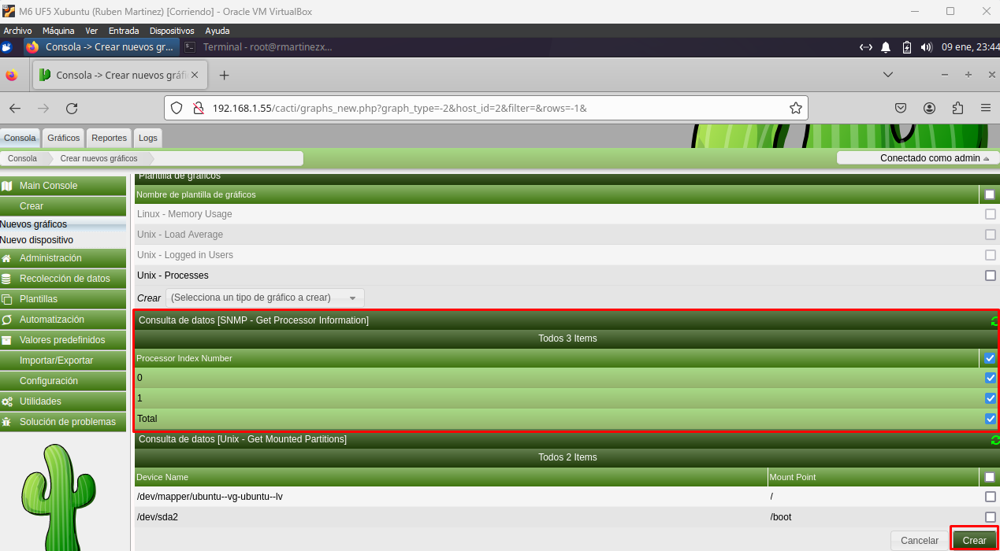 M6 UF5 Xubuntu (Ruben Martinez) [Corriendo] - Oracle VM VirtualBox
Archivo Máquina Ver Entrada Dispositivos Ayuda
Consola -> Crear nuevos gr... Terminal - root@rmartinezx... 09 ene, 23:44
Consola -> Crear nuevos gráfi
192.168.1.55/cacti/graphs_new.php?graph_type=-2&host_id=2&filter=&rows=-1&
Consola Gráficos Reportes Logs
Consola Crear nuevos gráficos Conectado como admin
Main Console
Crear
Nuevos gráficos
Nuevo dispositivo
Administración
Recolección de datos
Plantillas
Automatización
Valores predefinidos
Importar/Exportar
Configuración
Utilidades
Solución de problemas
Plantilla de gráficos
Nombre de plantilla de gráficos
Linux - Memory Usage
Unix - Load Average
Unix - Logged in Users
Unix - Processes
Crear (Selecciona un tipo de gráfico a crear)
Consulta de datos [SNMP - Get Processor Information]
Todos 3 Items
Processor Index Number
0
1
Total
Consulta de datos [Unix - Get Mounted Partitions]
Todos 2 Items
Device Name Mount Point
/dev/mapper/ubuntu--vg-ubuntu--lv /
/dev/sda2 /boot
Cancelar Crear